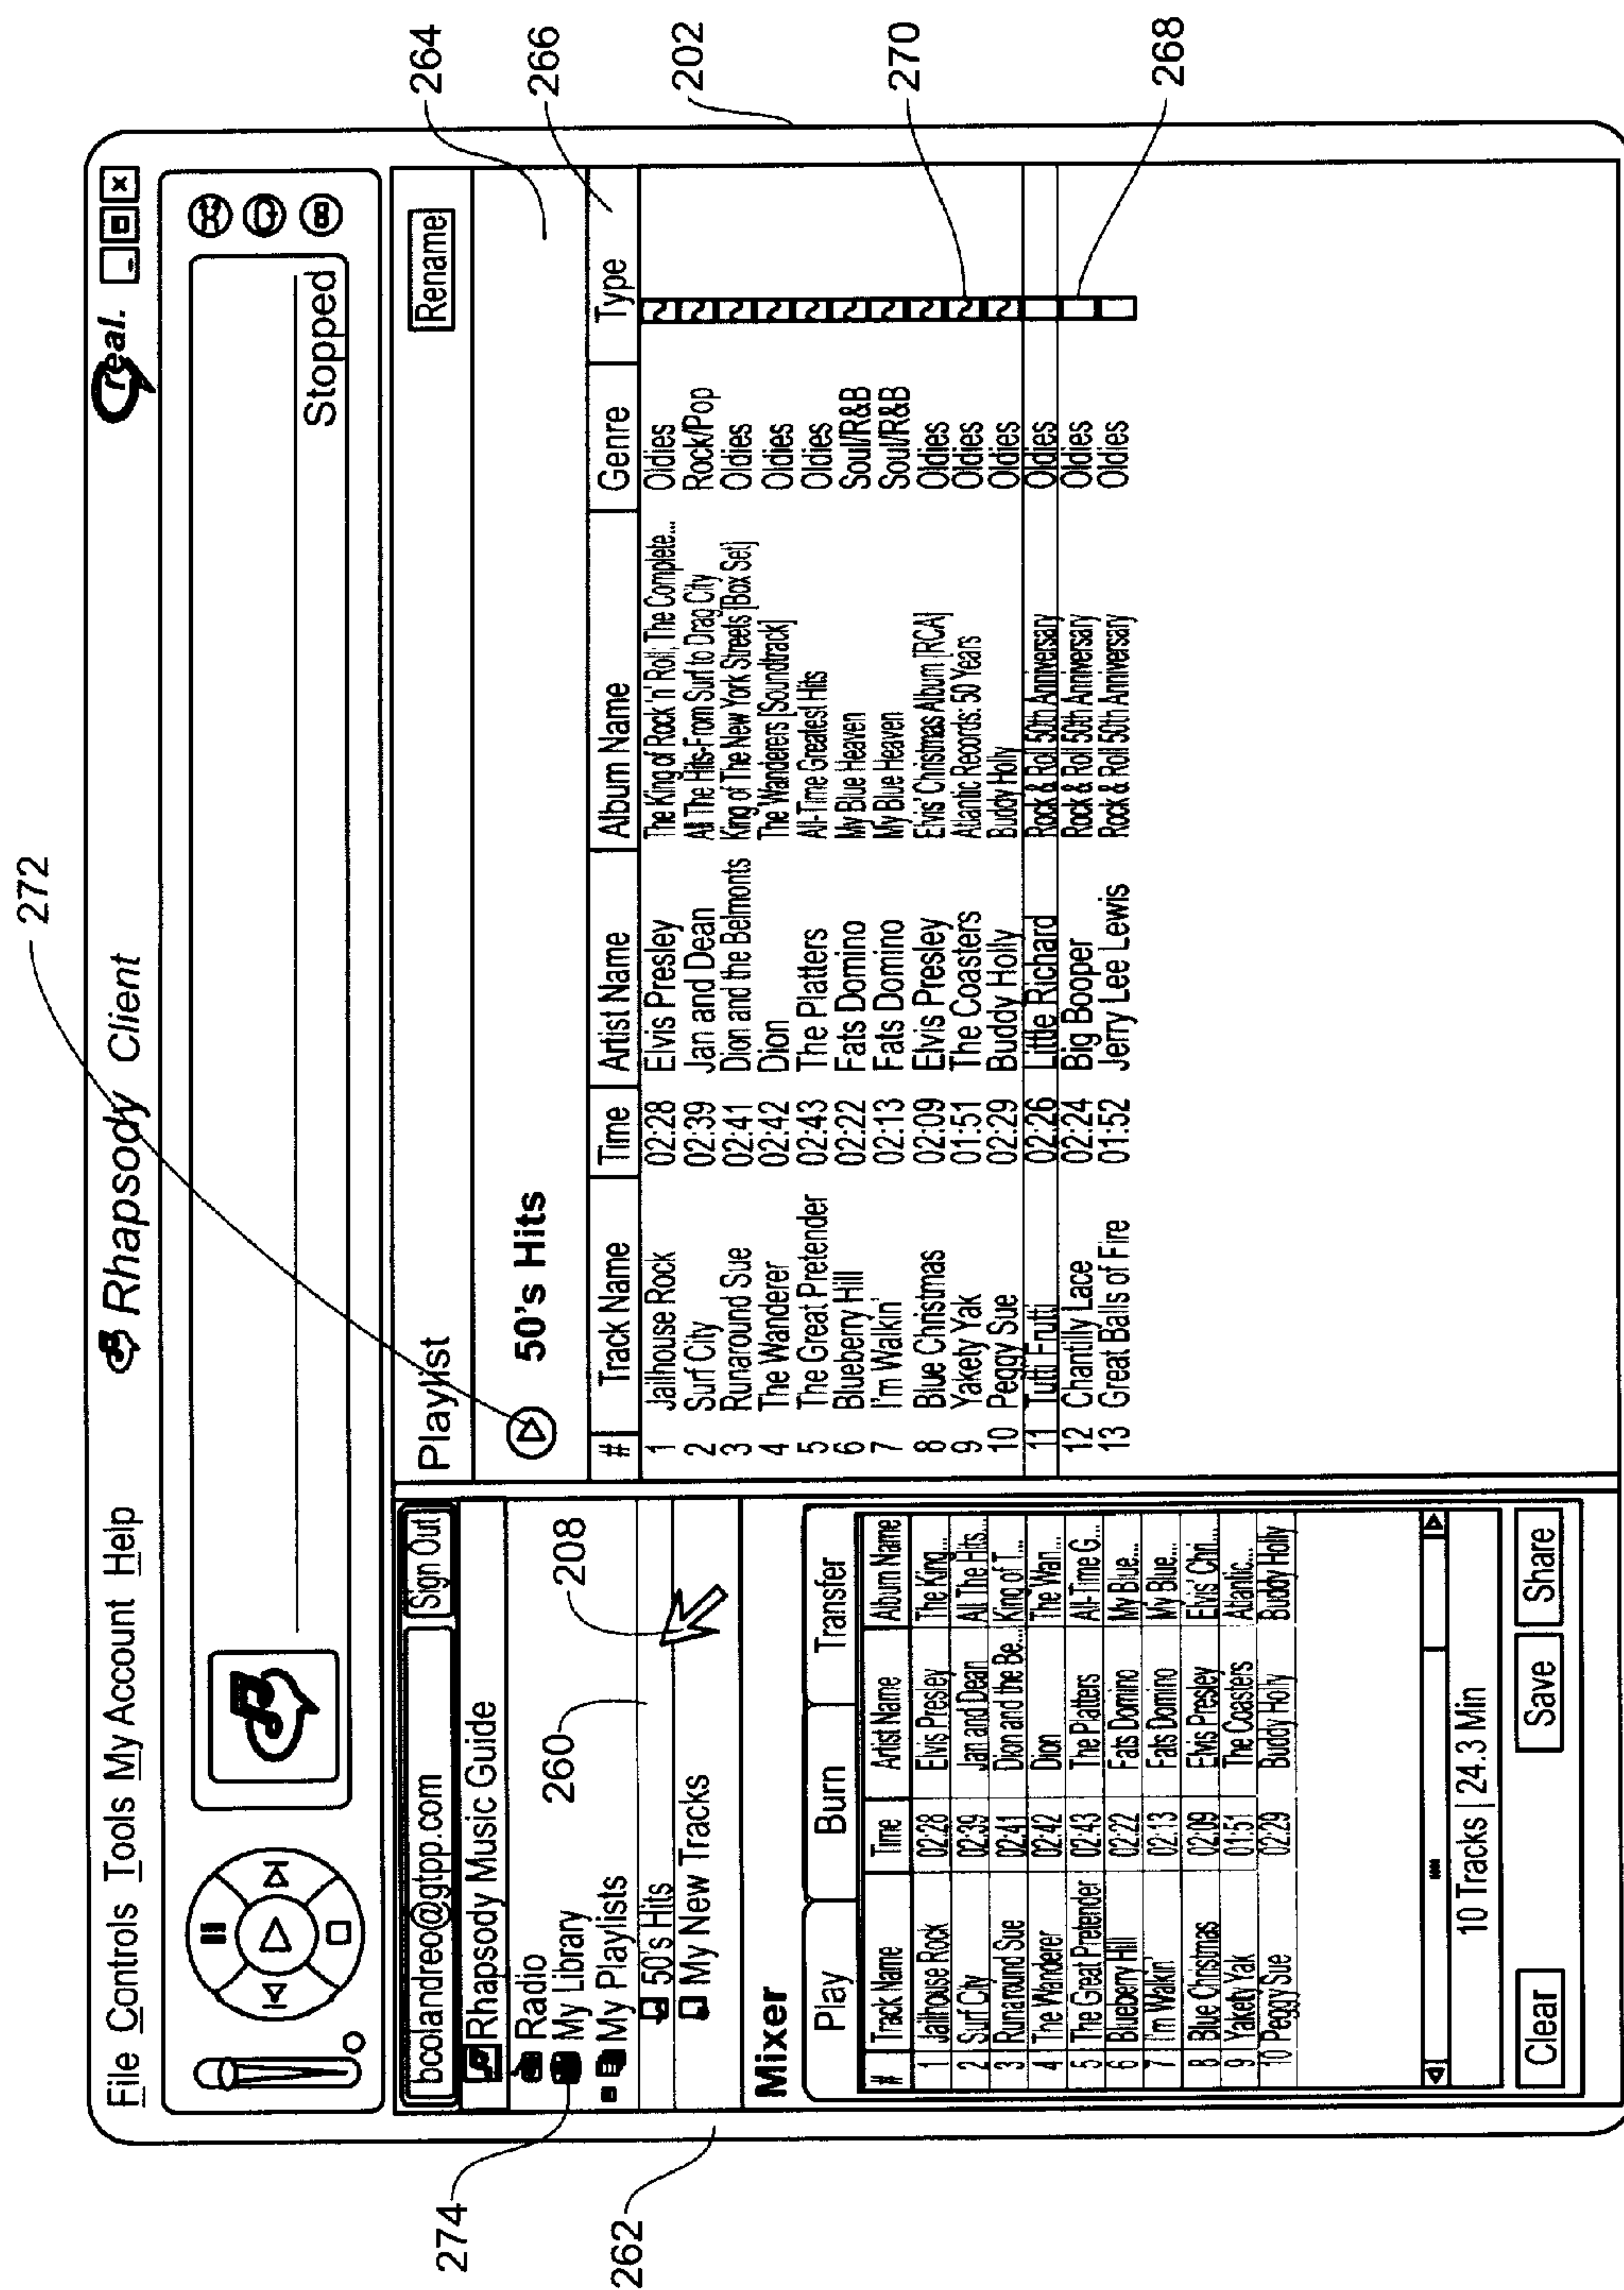 272
File Controls Tools My Account Help
Rhapsody Client
real.
Stopped
264
266
202
270
268
274
262
bcolandreo@gtpp.com Sign Out
Rhapsody Music Guide
Radio
My Library
My Playlists
50's Hits
My New Tracks
260
208
Playlist
Rename
50's Hits
# Track Name Time Artist Name Album Name Genre Type
1 Jailhouse Rock 02:28 Elvis Presley The King of Rock 'n' Roll; The Complete... Oldies
2 Surf City 02:39 Jan and Dean All The Hits-From Surf to Drag City Rock/Pop
3 Runaround Sue 02:41 Dion and the Belmonts King of The New York Streets [Box Set] Oldies
4 The Wanderer 02:42 Dion The Wanderers [Soundtrack] Oldies
5 The Great Pretender 02:43 The Platters All-Time Greatest Hits Oldies
6 Blueberry Hill 02:22 Fats Domino My Blue Heaven Soul/R&B
7 I'm Walkin' 02:13 Fats Domino My Blue Heaven Soul/R&B
8 Blue Christmas 02:09 Elvis Presley Elvis' Christmas Album [RCA] Oldies
9 Yakety Yak 01:51 The Coasters Atlantic Records: 50 Years Oldies
10 Peggy Sue 02:29 Buddy Holly Buddy Holly Oldies
11 Tutti Frutti 02:26 Little Richard Rock & Roll 50th Anniversary Oldies
12 Chantilly Lace 02:24 Big Booper Rock & Roll 50th Anniversary Oldies
13 Great Balls of Fire 01:52 Jerry Lee Lewis Rock & Roll 50th Anniversary Oldies
Mixer
Play Burn Transfer
# Track Name Time Artist Name Album Name
1 Jailhouse Rock 02:28 Elvis Presley The King...
2 Surf City 02:39 Jan and Dean All The Hits...
3 Runaround Sue 02:41 Dion and the Be... King of T...
4 The Wanderer 02:42 Dion The Wan...
5 The Great Pretender 02:43 The Platters All-Time G...
6 Blueberry Hill 02:22 Fats Domino My Blue...
7 I'm Walkin' 02:13 Fats Domino My Blue...
8 Blue Christmas 02:09 Elvis Presley Elvis' Chri...
9 Yakety Yak 01:51 The Coasters Atlantic...
10 Peggy Sue 02:29 Buddy Holly Buddy Holly
10 Tracks | 24.3 Min
Clear Save Share